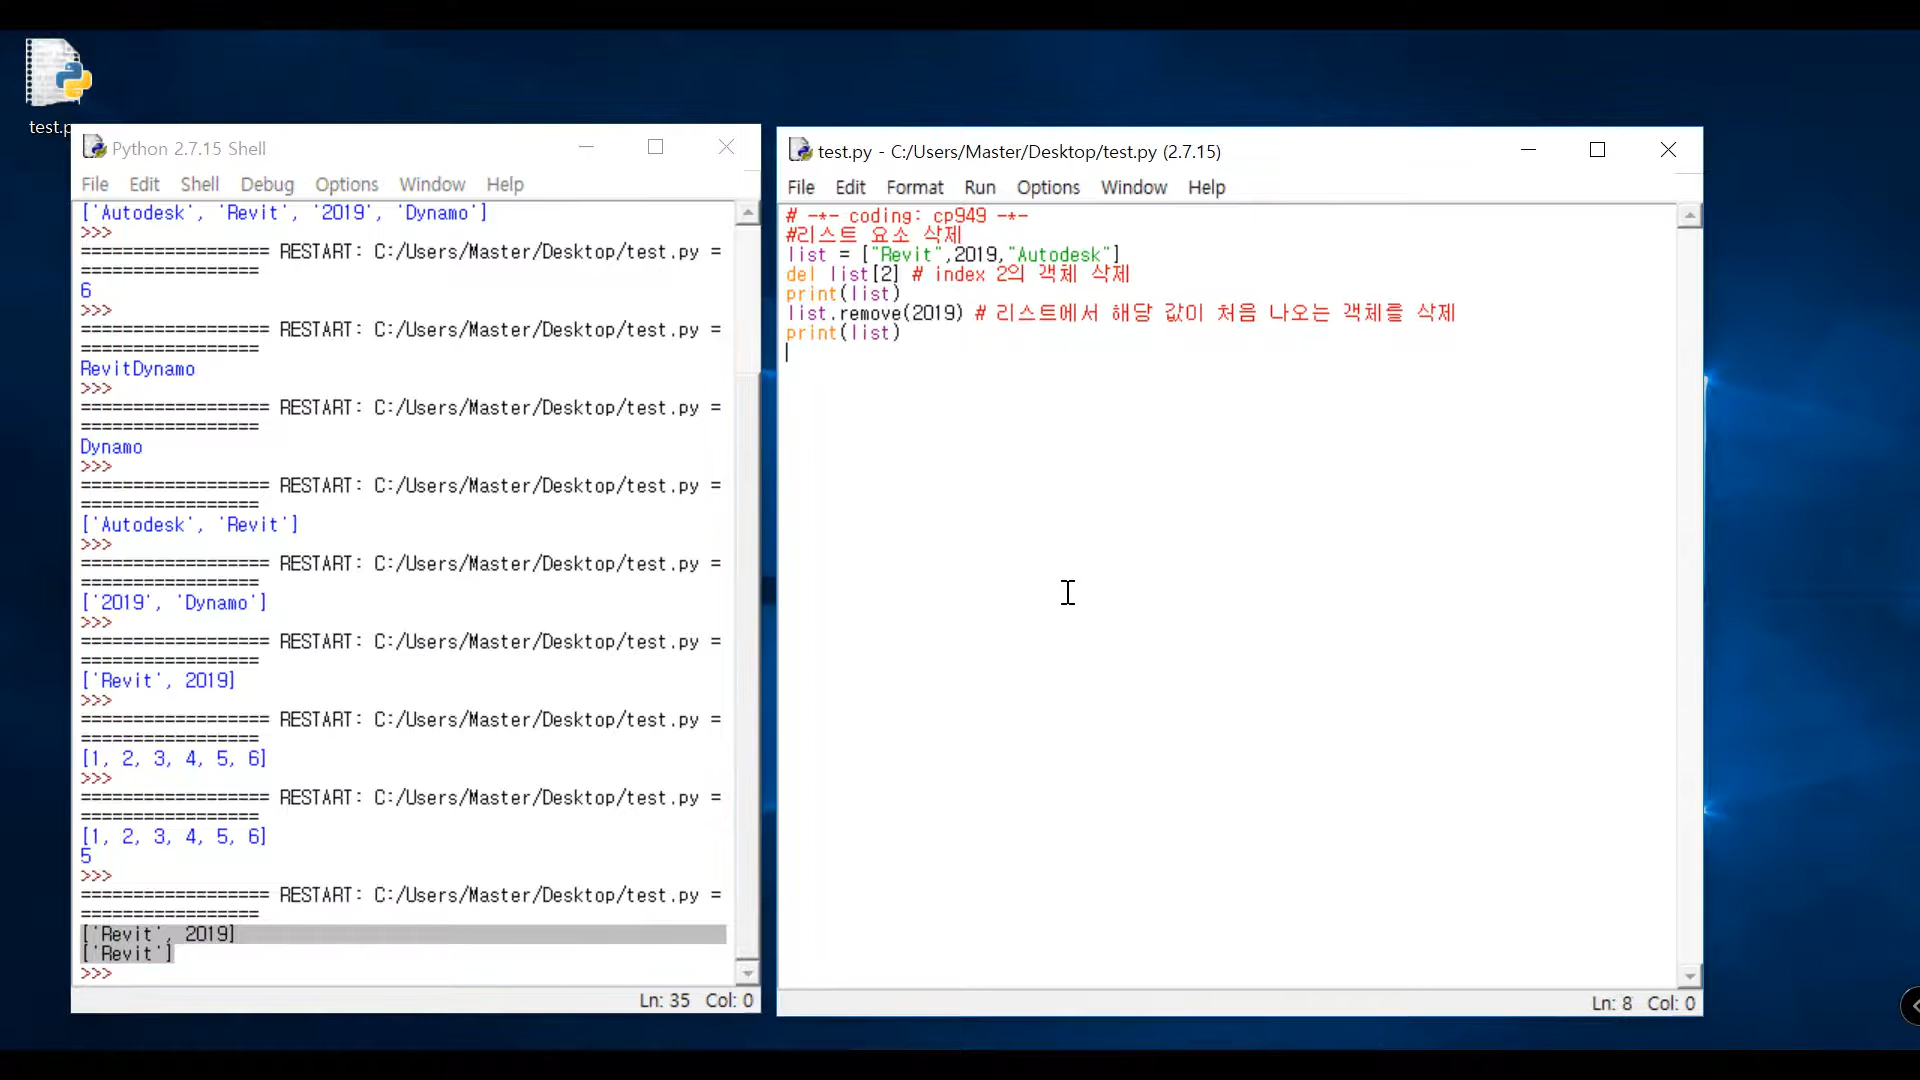 test.p
Python 2.7.15 Shell
File Edit Shell Debug Options Window Help
['Autodesk', 'Revit', '2019', 'Dynamo']
>>>
================== RESTART: C:/Users/Master/Desktop/test.py =
=================
6
>>>
================== RESTART: C:/Users/Master/Desktop/test.py =
=================
RevitDynamo
>>>
================== RESTART: C:/Users/Master/Desktop/test.py =
=================
Dynamo
>>>
================== RESTART: C:/Users/Master/Desktop/test.py =
=================
['Autodesk', 'Revit']
>>>
================== RESTART: C:/Users/Master/Desktop/test.py =
=================
['2019', 'Dynamo']
>>>
================== RESTART: C:/Users/Master/Desktop/test.py =
=================
['Revit', 2019]
>>>
================== RESTART: C:/Users/Master/Desktop/test.py =
=================
[1, 2, 3, 4, 5, 6]
>>>
================== RESTART: C:/Users/Master/Desktop/test.py =
=================
[1, 2, 3, 4, 5, 6]
5
>>>
================== RESTART: C:/Users/Master/Desktop/test.py =
=================
['Revit', 2019]
['Revit']
>>>
Ln: 35 Col: 0
test.py - C:/Users/Master/Desktop/test.py (2.7.15)
File Edit Format Run Options Window Help
# -*- coding: cp949 -*-
#리스트 요소 삭제
list = ["Revit",2019,"Autodesk"]
del list[2] # index 2의 객체 삭제
print(list)
list.remove(2019) # 리스트에서 해당 값이 처음 나오는 객체를 삭제
print(list)
Ln: 8 Col: 0